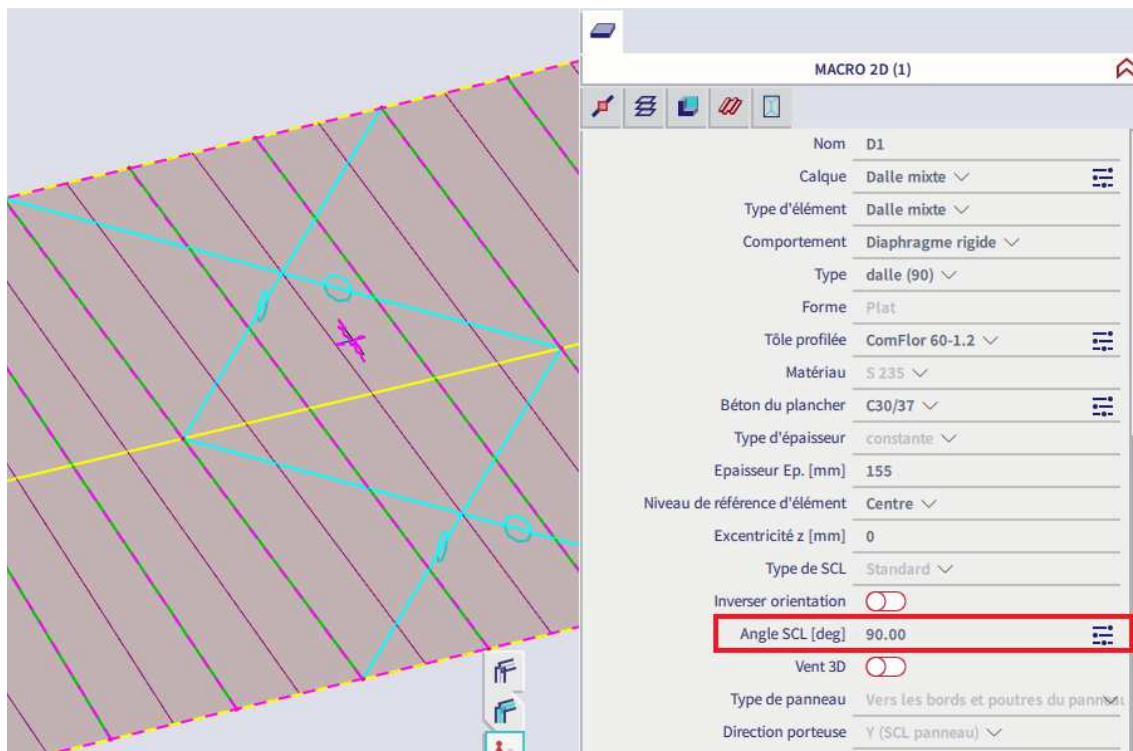 MACRO 2D (1)
Nom D1
Calque Dalle mixte
Type d'élément Dalle mixte
Comportement Diaphragme rigide
Type dalle (90)
Forme Plat
Tôle profilée ComFlor 60-1.2
Matériau S 235
Béton du plancher C30/37
Type d'épaisseur constante
Epaisseur Ep. [mm] 155
Niveau de référence d'élément Centre
Excentricité z [mm] 0
Type de SCL Standard
Inverser orientation
Angle SCL [deg] 90.00
Vent 3D
Type de panneau Vers les bords et poutres du panneau
Direction porteuse Y (SCL panneau)